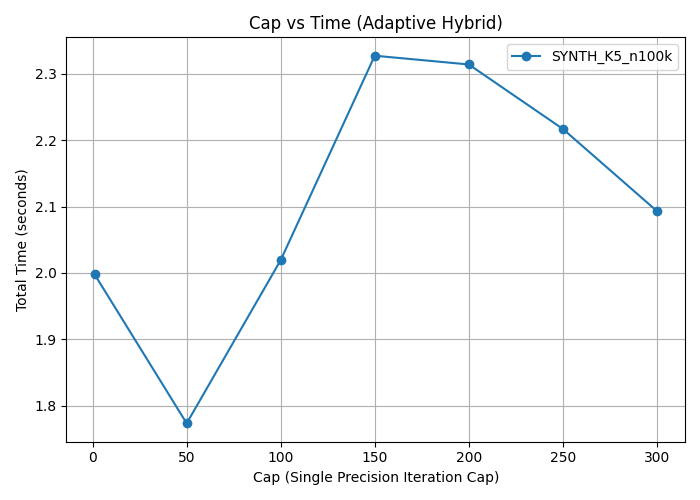 Cap vs Time (Adaptive Hybrid)
SYNTH_K5_n100k
Total Time (seconds)
2.3
2.2
2.1
2.0
1.9
1.8
0 50 100 150 200 250 300
Cap (Single Precision Iteration Cap)